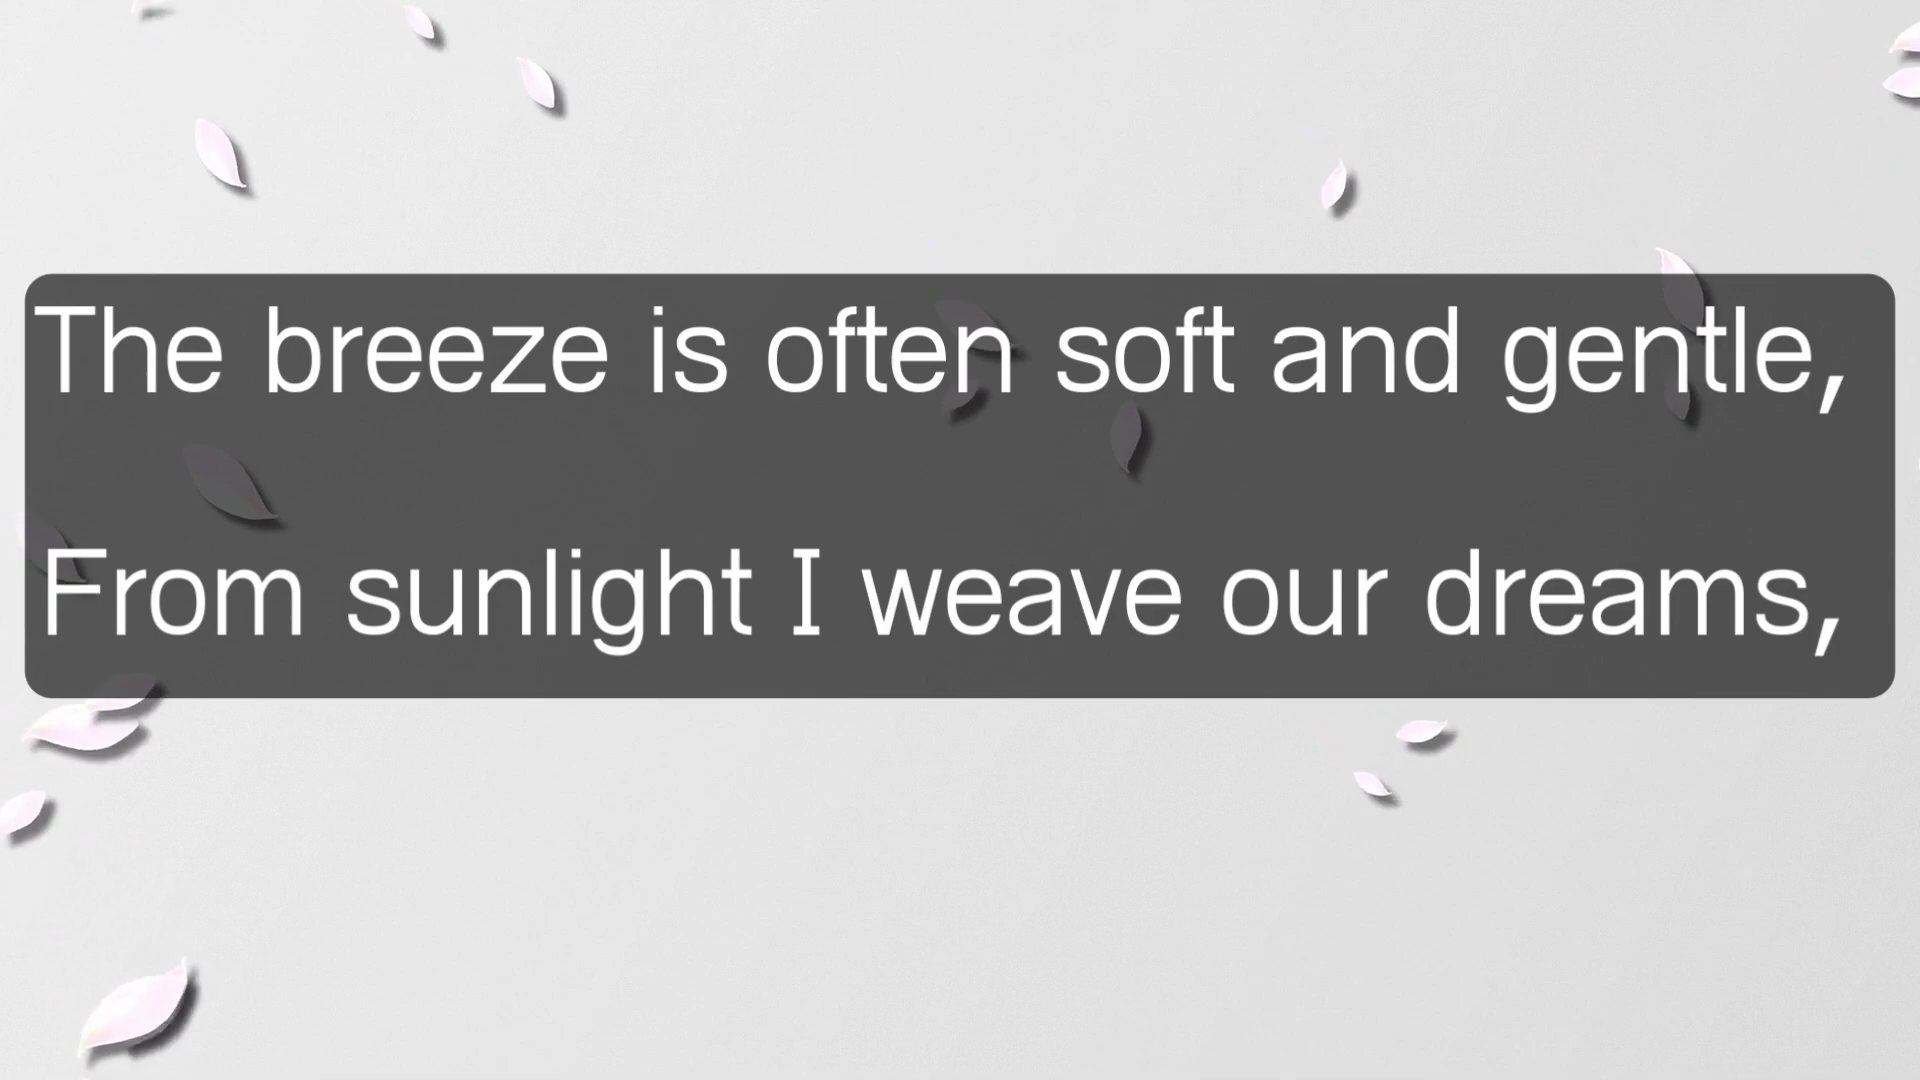 The breeze is often soft and gentle,
From sunlight I weave our dreams,